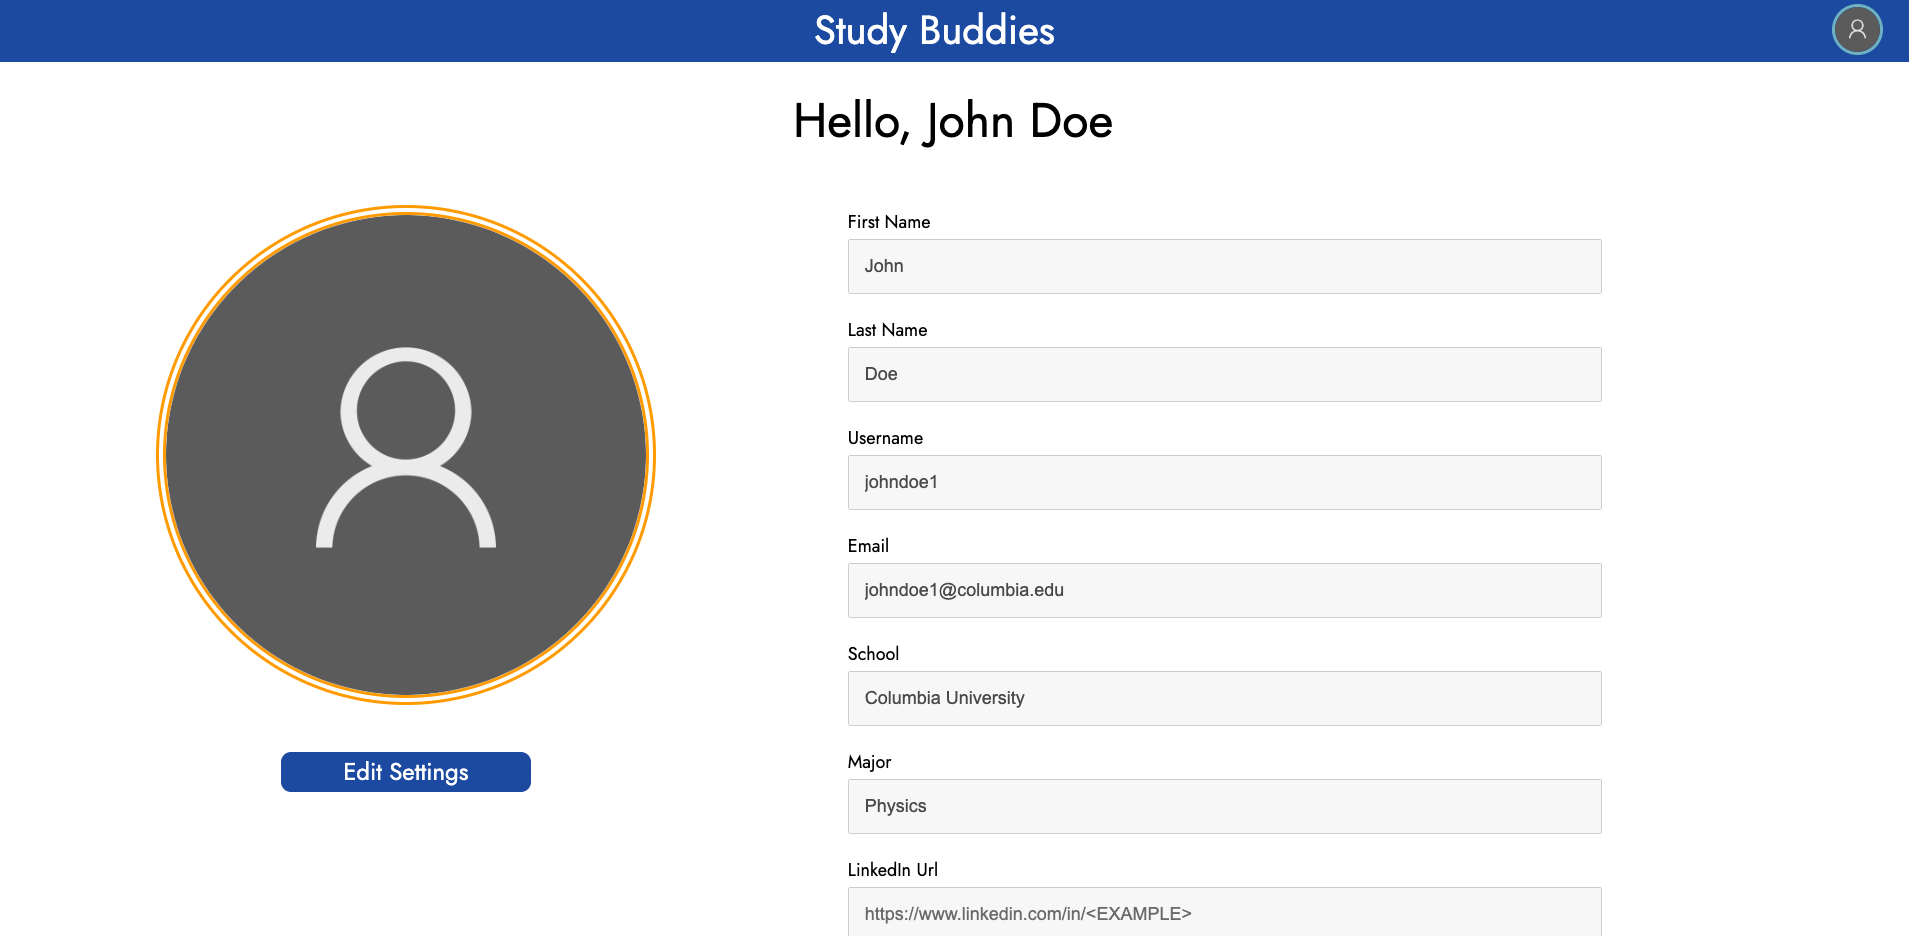 Study Buddies
Hello, John Doe
First Name
John
Last Name
Doe
Username
johndoe1
Email
johndoe1@columbia.edu
School
Columbia University
Major
Physics
LinkedIn Url
https://www.linkedin.com/in/<EXAMPLE>
Edit Settings